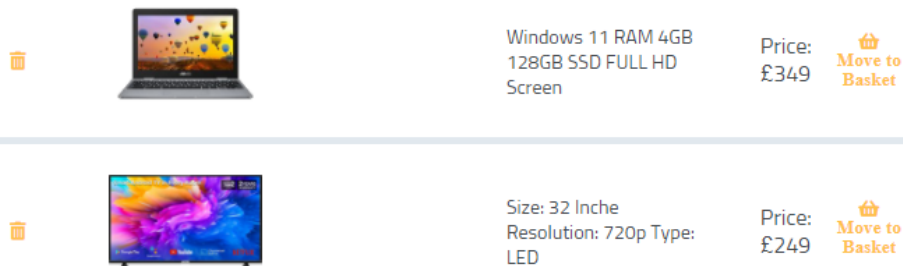 Windows 11 RAM 4GB
128GB SSD FULL HD
Screen
Price:
£349
Move to
Basket
Size: 32 Inche
Resolution: 720p Type:
LED
Price:
£249
Move to
Basket